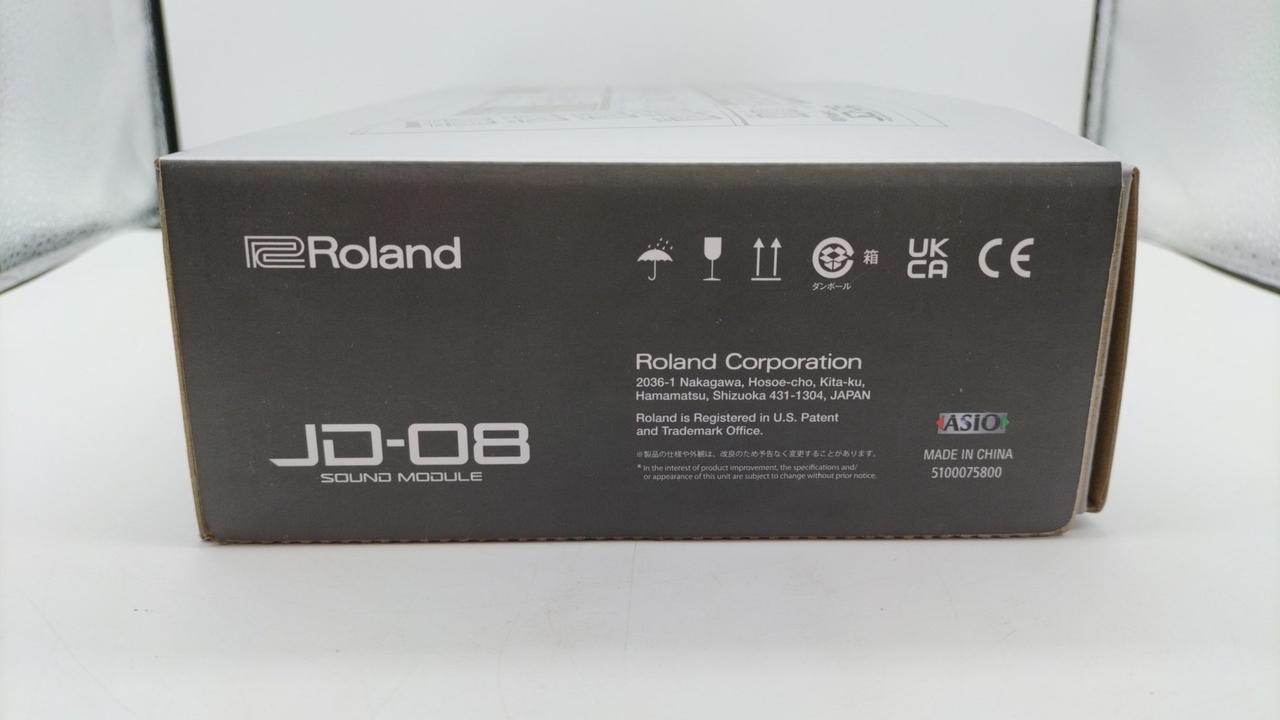 Roland
箱
ダンボール
UK
CA
CE
Roland Corporation
2036-1 Nakagawa, Hosoe-cho, Kita-ku,
Hamamatsu, Shizuoka 431-1304, JAPAN
Roland is Registered in U.S. Patent
and Trademark Office.
※製品の仕様や外観は、改良のため予告なく変更することがあります。
* In the interest of product improvement, the specifications and/
or appearance of this unit are subject to change without prior notice.
JD-08
SOUND MODULE
ASIO
MADE IN CHINA
5100075800